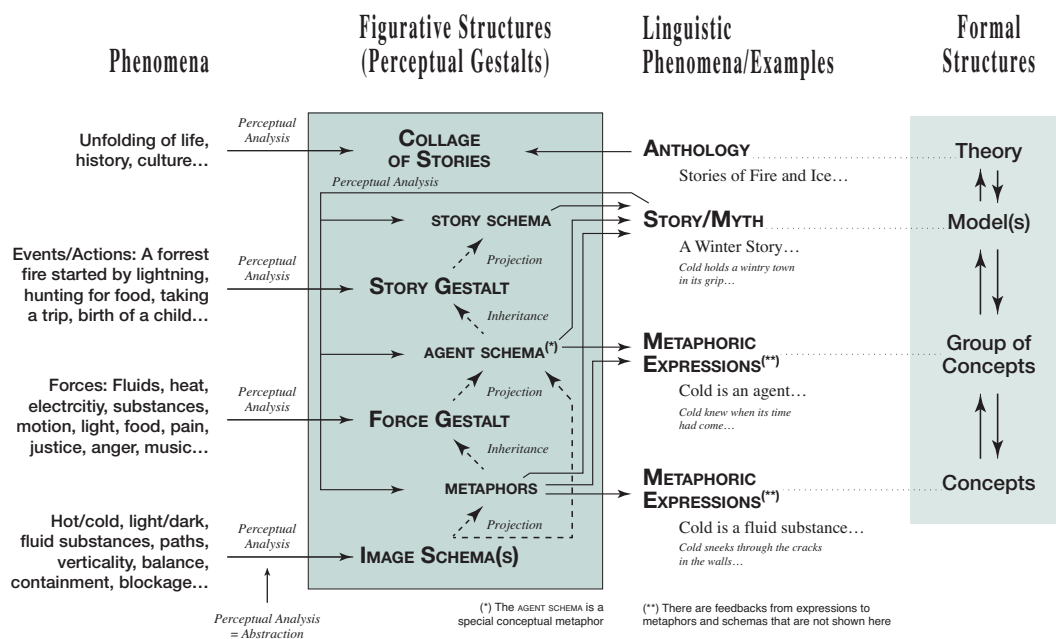 Phenomena
Figurative Structures
(Perceptual Gestalts)
Linguistic
Phenomena/Examples
Formal
Structures
Unfolding of life,
history, culture…
Perceptual
Analysis
COLLAGE
OF STORIES
ANTHOLOGY
Stories of Fire and Ice…
Theory
Perceptual Analysis
STORY SCHEMA
STORY/MYTH
A Winter Story…
Cold holds a wintry town
in its grip…
Model(s)
Events/Actions: A forrest
fire started by lightning,
hunting for food, taking
a trip, birth of a child…
Perceptual
Analysis
Projection
STORY GESTALT
Inheritance
AGENT SCHEMA(*)
METAPHORIC
EXPRESSIONS(**)
Cold is an agent…
Cold knew when its time
had come…
Group of
Concepts
Forces: Fluids, heat,
electrcitiy, substances,
motion, light, food, pain,
justice, anger, music…
Perceptual
Analysis
Projection
FORCE GESTALT
Inheritance
METAPHORS
METAPHORIC
EXPRESSIONS(**)
Cold is a fluid substance…
Cold sneeks through the cracks
in the walls…
Concepts
Hot/cold, light/dark,
fluid substances, paths,
verticality, balance,
containment, blockage…
Perceptual
Analysis
Projection
IMAGE SCHEMA(S)
Perceptual Analysis
= Abstraction
(*) The AGENT SCHEMA is a
special conceptual metaphor
(**) There are feedbacks from expressions to
metaphors and schemas that are not shown here